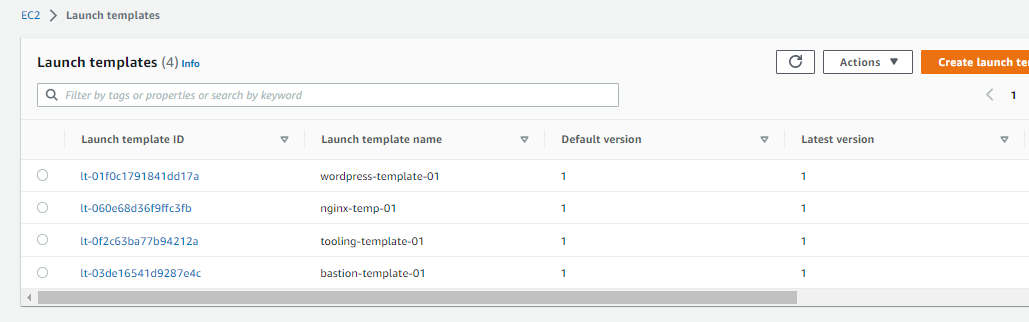 EC2 > Launch templates
Launch templates (4) Info
Actions
Create launch te
Filter by tags or properties or search by keyword
1
Launch template ID Launch template name Default version Latest version
lt-01f0c1791841dd17a wordpress-template-01 1 1
lt-060e68d36f9ffc3fb nginx-temp-01 1 1
lt-0f2c63ba77b94212a tooling-template-01 1 1
lt-03de16541d9287e4c bastion-template-01 1 1